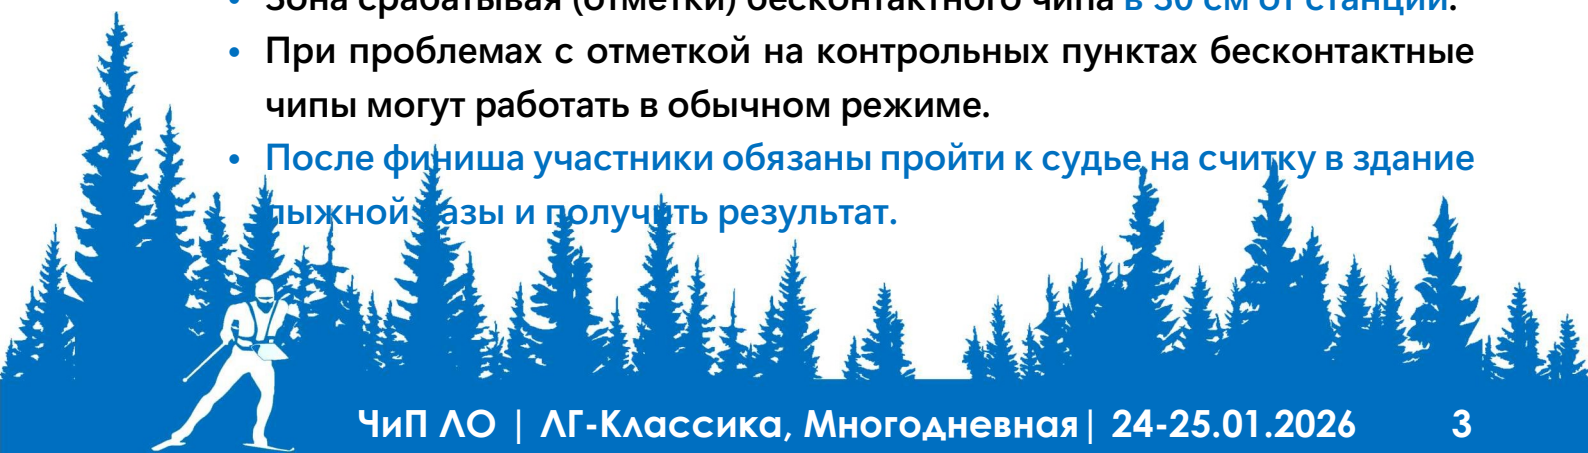 • Зона срабатывая (отметки) бесконтактного чипа в 30 см от станции.
• При проблемах с отметкой на контрольных пунктах бесконтактные
чипы могут работать в обычном режиме.
• После финиша участники обязаны пройти к судье на считку в здание
лыжной базы и получить результат.
ЧиП ЛО | ЛГ-Классика, Многодневная| 24-25.01.2026 3